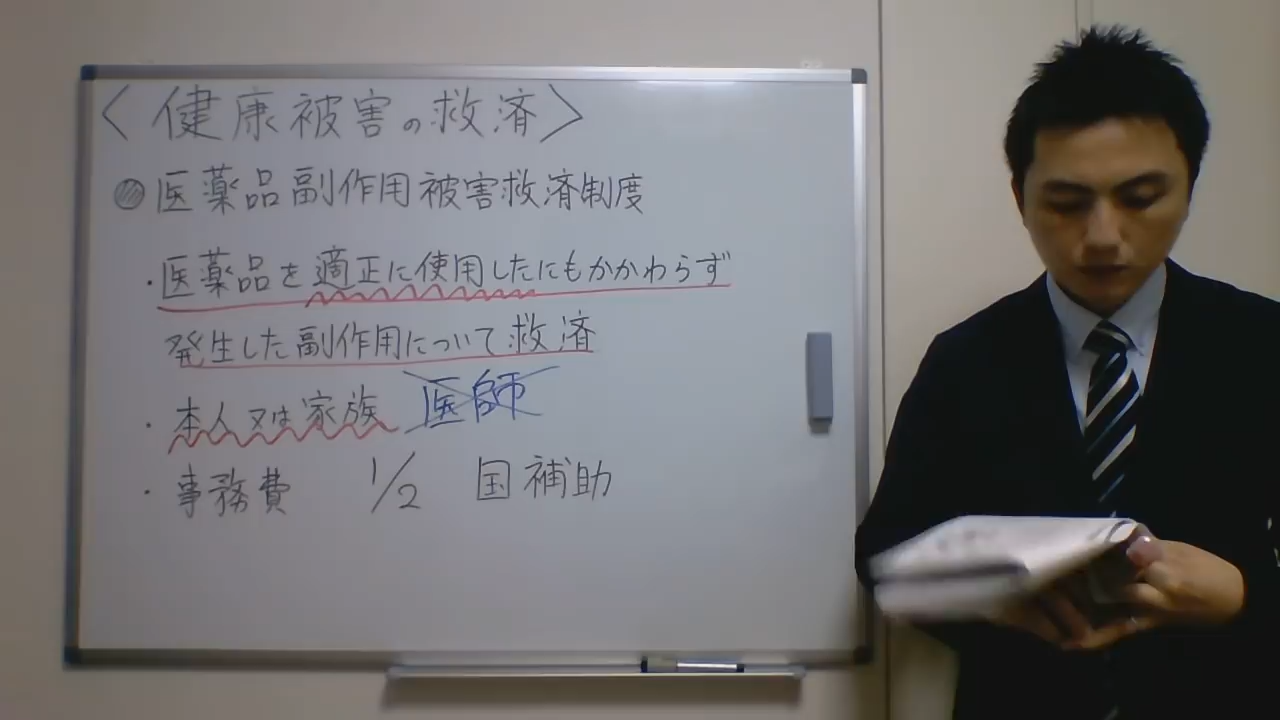 〈健康被害の救済〉
医薬品副作用被害救済制度
・医薬品を適正に使用したにもかかわらず
発生した副作用について救済
・本人又は家族 医師
・事務費 1/2 国補助